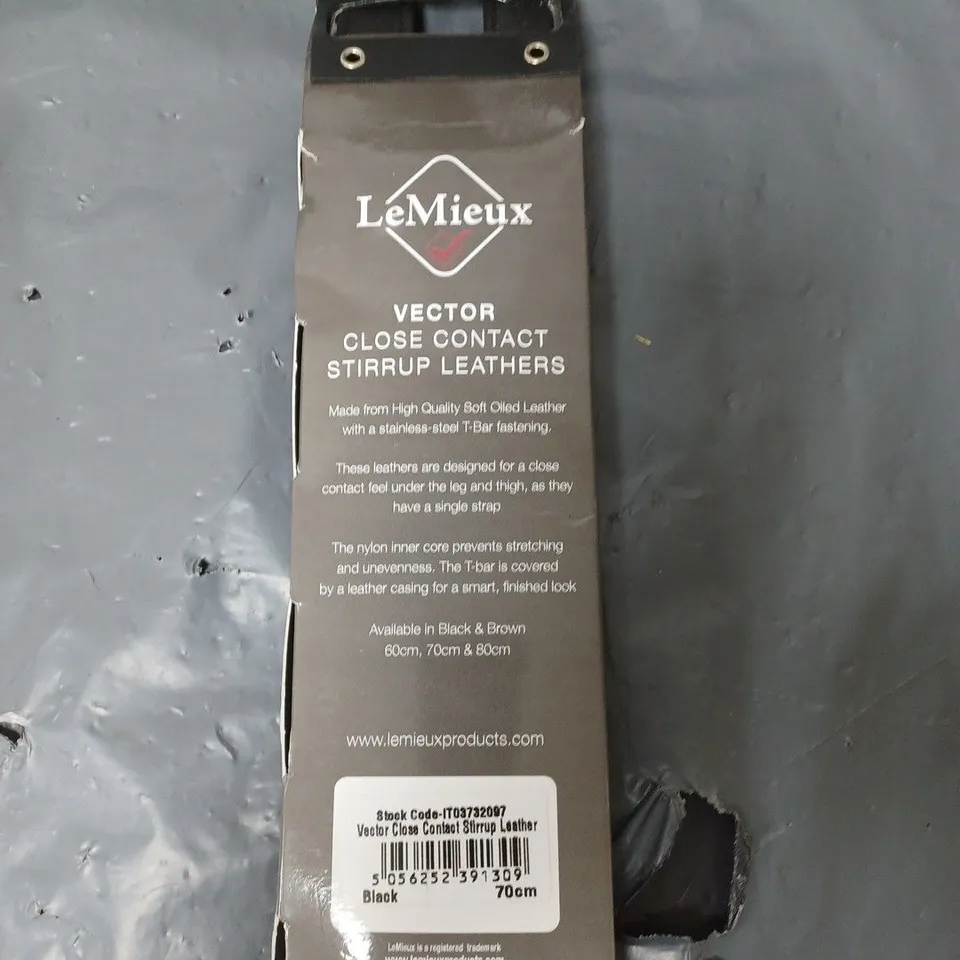 LeMieux
VECTOR
CLOSE CONTACT
STIRRUP LEATHERS
Made from High Quality Soft Oiled Leather
with a stainless-steel T-Bar fastening.
These leathers are designed for a close
contact feel under the leg and thigh, as they
have a single strap
The nylon inner core prevents stretching
and unevenness. The T-bar is covered
by a leather casing for a smart, finished look
Available in Black & Brown
60cm, 70cm & 80cm
www.lemieuxproducts.com
Stock Code-IT03732097
Vector Close Contact Stirrup Leather
5 056252 391309
Black 70cm
LeMieux is a registered trademark
www.lemieuxproducts.com